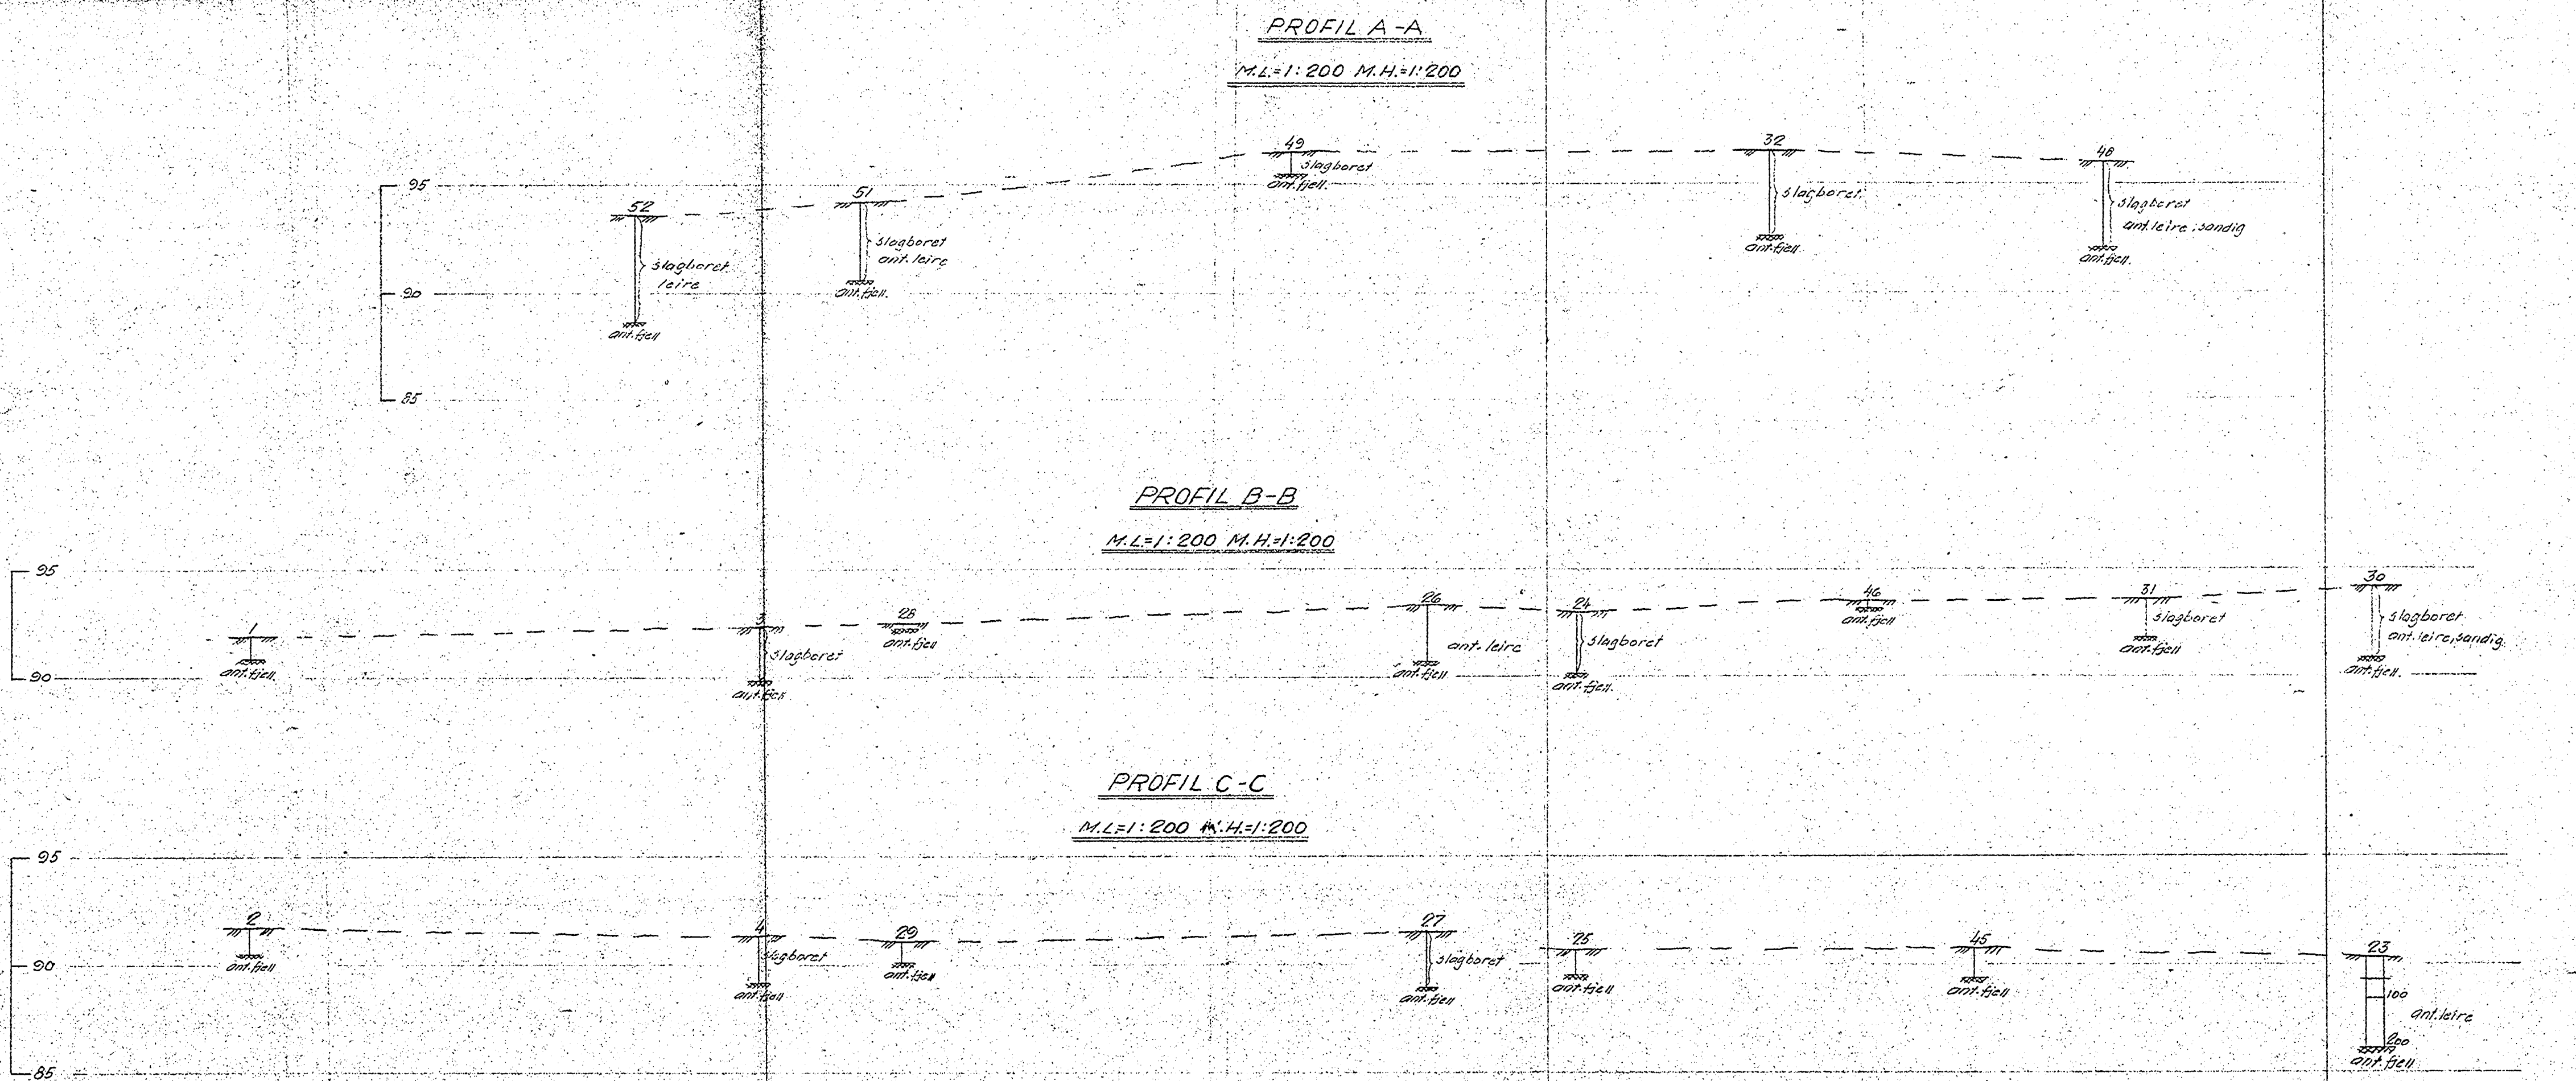 PROFIL A-A
M.L.=1:200 M.H.=1:200
49
32
48
slagboret
ant.fjell.
95
51
52
slagboret
slagboret
slagboret
ant.leire
ant.leire ; sandig
slagboret
leire
ant.fjell.
ant.fjell.
90
ant.fjell.
ant.fjell
85
PROFIL B-B
M.L.=1:200 M.H.=1:200
95
1
3
28
26
24
46
31
30
ant.fjell
ant.fjell
slagboret
slagboret
slagboret
ant.leire
slagboret
ant.leire, sandig
slagboret
ant.fjell
90
ant.fjell.
ant.fjell
ant.fjell
ant.fjell.
ant.fjell.
PROFIL C-C
M.L.=1:200 M.H.=1:200
95
2
4
29
27
25
45
23
slagboret
slagboret
90
ant.fjell
ant.fjell
ant.fjell
ant.fjell
ant.fjell
ant.fjell
ant.fjell
100
ant.leire
200
85